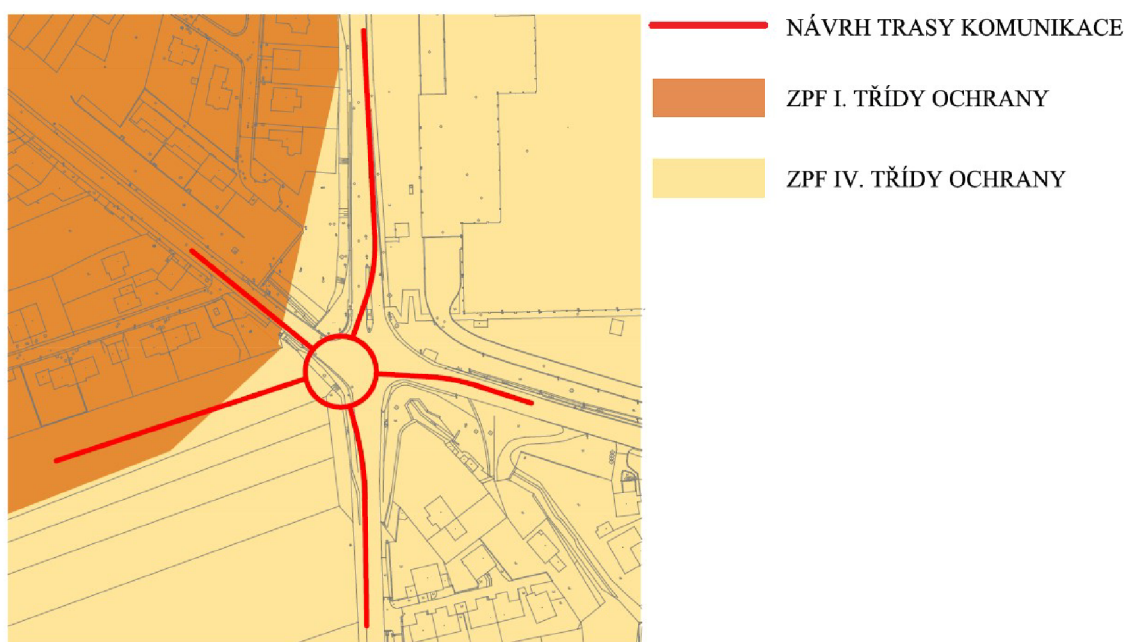 NÁVRH TRASY KOMUNIKACE
ZPF I. TŘÍDY OCHRANY
ZPF IV. TŘÍDY OCHRANY